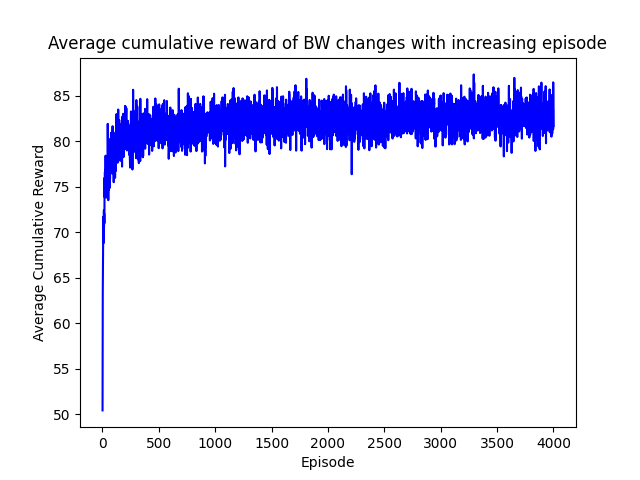 Average cumulative reward of BW changes with increasing episode
85
80
75
70
65
60
55
50
Average Cumulative Reward
0 500 1000 1500 2000 2500 3000 3500 4000
Episode